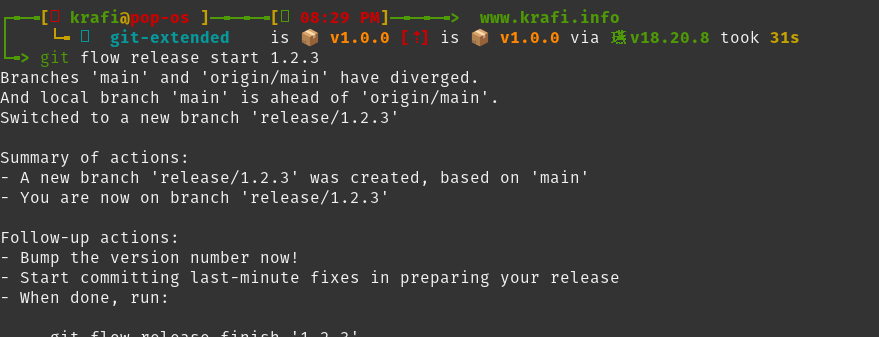 [ krafi@pop-os ]———[ 08:29 PM]———> www.krafi.info
git-extended is 📦 v1.0.0 [⇡] is 📦 v1.0.0 via v18.20.8 took 31s
git flow release start 1.2.3
Branches 'main' and 'origin/main' have diverged.
And local branch 'main' is ahead of 'origin/main'.
Switched to a new branch 'release/1.2.3'
Summary of actions:
- A new branch 'release/1.2.3' was created, based on 'main'
- You are now on branch 'release/1.2.3'
Follow-up actions:
- Bump the version number now!
- Start committing last-minute fixes in preparing your release
- When done, run:
git flow release finish '1.2.3'